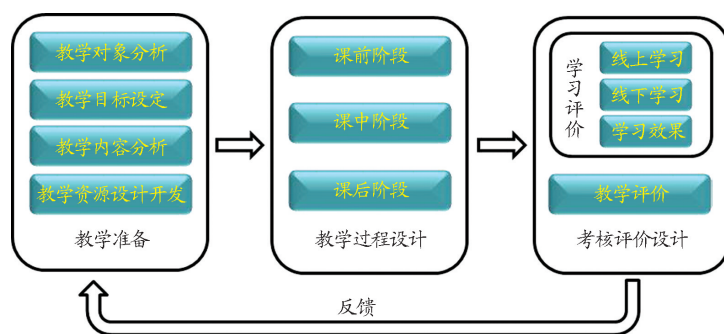 教学对象分析
教学目标设定
教学内容分析
教学资源设计开发
教学准备
课前阶段
课中阶段
课后阶段
教学过程设计
学习评价
线上学习
线下学习
学习效果
教学评价
考核评价设计
反馈